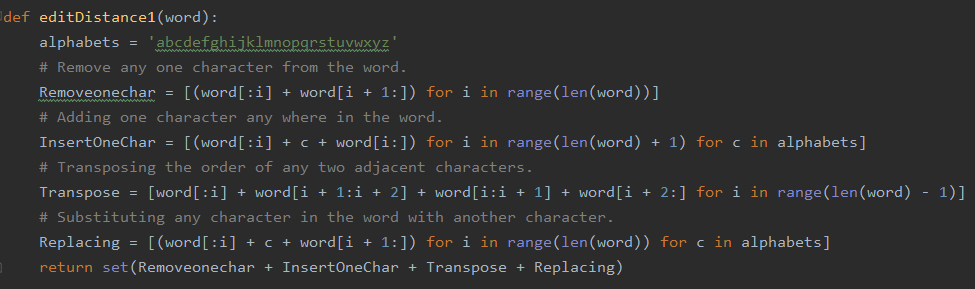 def editDistance1(word):
    alphabets = 'abcdefghijklmnopqrstuvwxyz'
    # Remove any one character from the word.
    Removeonechar = [(word[:i] + word[i + 1:]) for i in range(len(word))]
    # Adding one character any where in the word.
    InsertOneChar = [(word[:i] + c + word[i:]) for i in range(len(word) + 1) for c in alphabets]
    # Transposing the order of any two adjacent characters.
    Transpose = [word[:i] + word[i + 1:i + 2] + word[i:i + 1] + word[i + 2:] for i in range(len(word) - 1)]
    # Substituting any character in the word with another character.
    Replacing = [(word[:i] + c + word[i + 1:]) for i in range(len(word)) for c in alphabets]
    return set(Removeonechar + InsertOneChar + Transpose + Replacing)